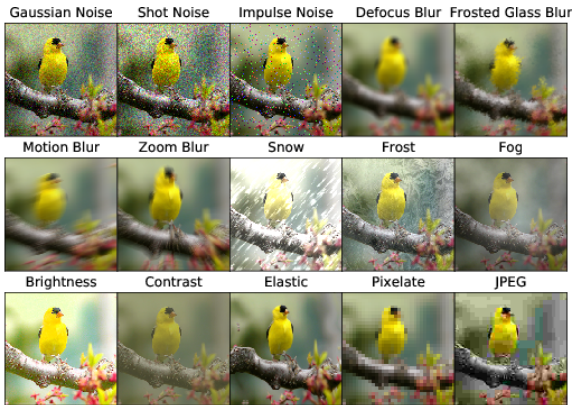 Gaussian Noise Shot Noise Impulse Noise Defocus Blur Frosted Glass Blur
Motion Blur Zoom Blur Snow Frost Fog
Brightness Contrast Elastic Pixelate JPEG